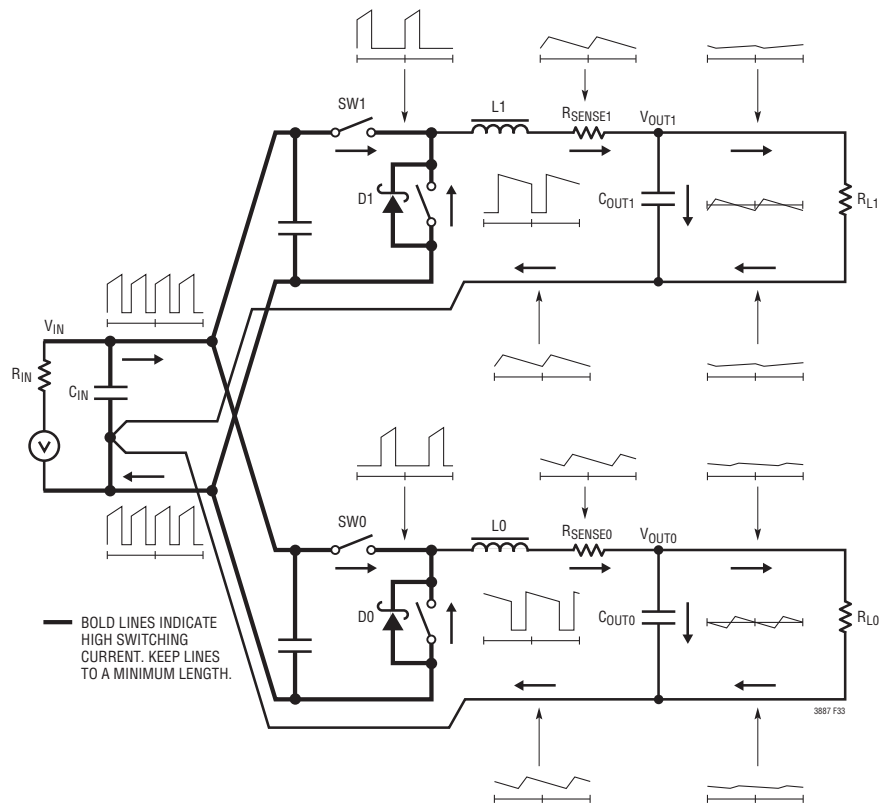 SW1
L1
RSENSE1
VOUT1
D1
COUT1
RL1
VIN
RIN
CIN
V
SW0
L0
RSENSE0
VOUT0
D0
COUT0
RL0
BOLD LINES INDICATE
HIGH SWITCHING
CURRENT. KEEP LINES
TO A MINIMUM LENGTH.
3887 F33